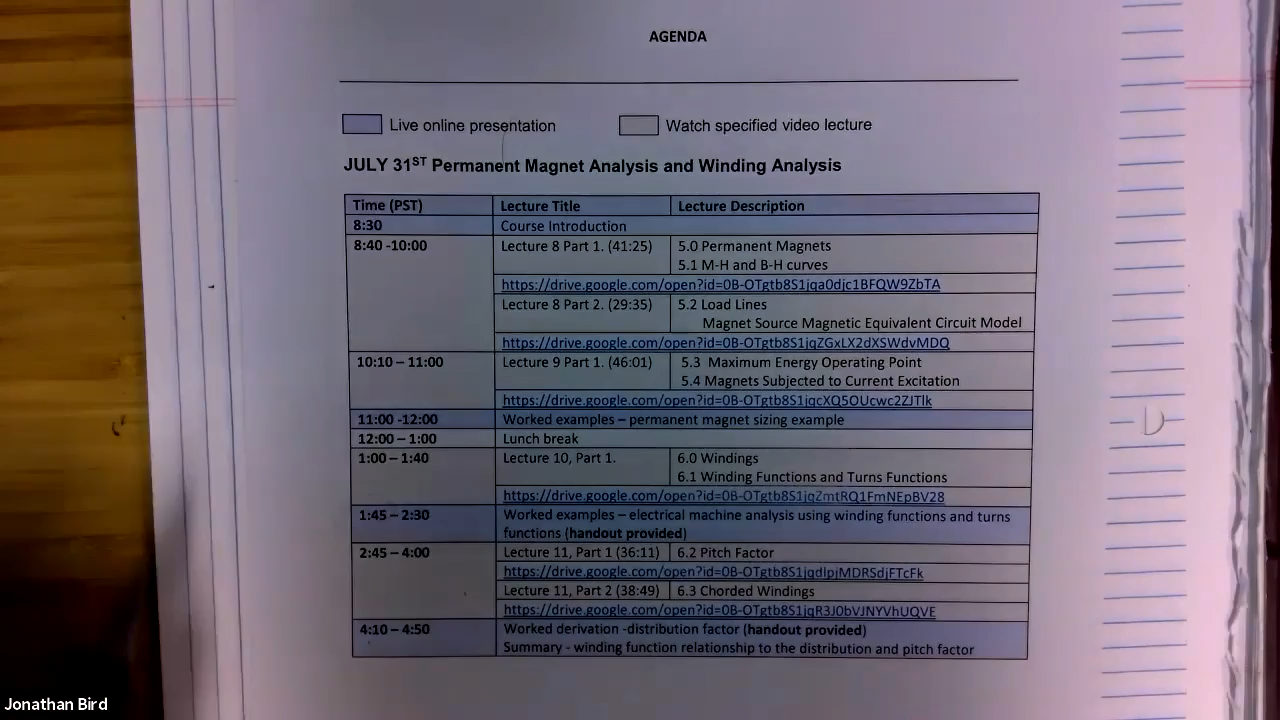 AGENDA
Live online presentation
Watch specified video lecture
JULY 31ST Permanent Magnet Analysis and Winding Analysis
Time (PST) Lecture Title Lecture Description
8:30 Course Introduction
8:40 -10:00 Lecture 8 Part 1. (41:25) 5.0 Permanent Magnets
5.1 M-H and B-H curves
https://drive.google.com/open?id=0B-OTgtb8S1jqa0djc1BFQW9ZbTA
Lecture 8 Part 2. (29:35) 5.2 Load Lines
Magnet Source Magnetic Equivalent Circuit Model
https://drive.google.com/open?id=0B-OTgtb8S1jqZGxLX2dXSWdvMDQ
10:10 – 11:00 Lecture 9 Part 1. (46:01) 5.3 Maximum Energy Operating Point
5.4 Magnets Subjected to Current Excitation
https://drive.google.com/open?id=0B-OTgtb8S1jqcXQ5OUcwc2ZJTlk
11:00 -12:00 Worked examples – permanent magnet sizing example
12:00 – 1:00 Lunch break
1:00 – 1:40 Lecture 10, Part 1. 6.0 Windings
6.1 Winding Functions and Turns Functions
https://drive.google.com/open?id=0B-OTgtb8S1jqZmtRQ1FmNEpBV28
1:45 – 2:30 Worked examples – electrical machine analysis using winding functions and turns
functions (handout provided)
2:45 – 4:00 Lecture 11, Part 1 (36:11) 6.2 Pitch Factor
https://drive.google.com/open?id=0B-OTgtb8S1jqdlpjMDRSdjFTcFk
Lecture 11, Part 2 (38:49) 6.3 Chorded Windings
https://drive.google.com/open?id=0B-OTgtb8S1jqR3J0bVJNYVhUQVE
4:10 – 4:50 Worked derivation -distribution factor (handout provided)
Summary - winding function relationship to the distribution and pitch factor
Jonathan Bird